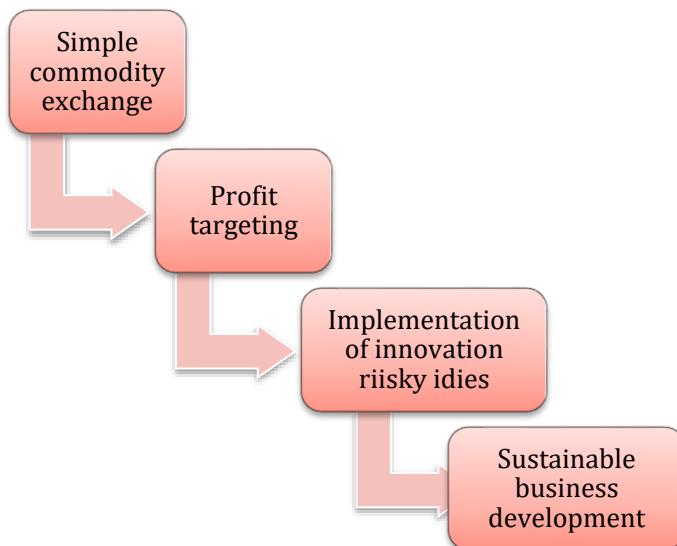 Simple
commodity
exchange
Profit
targeting
Implementation
of innovation
riisky idies
Sustainable
business
development